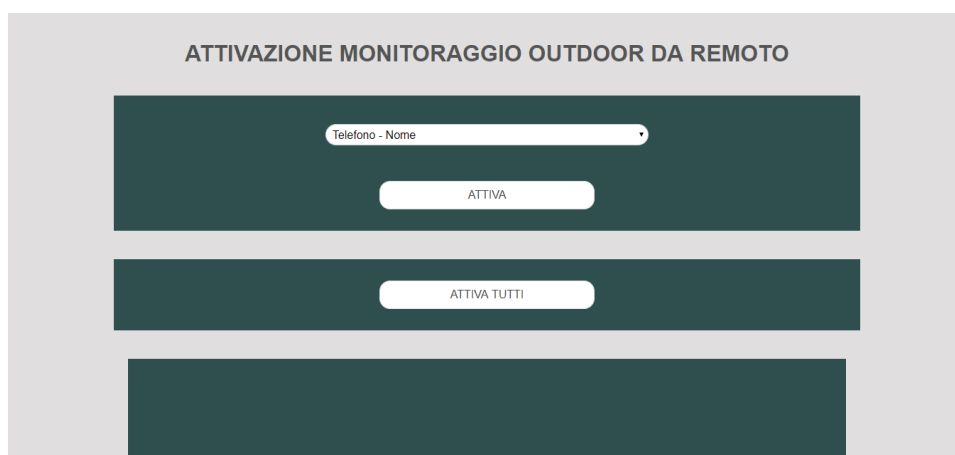 ATTIVAZIONE MONITORAGGIO OUTDOOR DA REMOTO
Telefono - Nome
ATTIVA
ATTIVA TUTTI